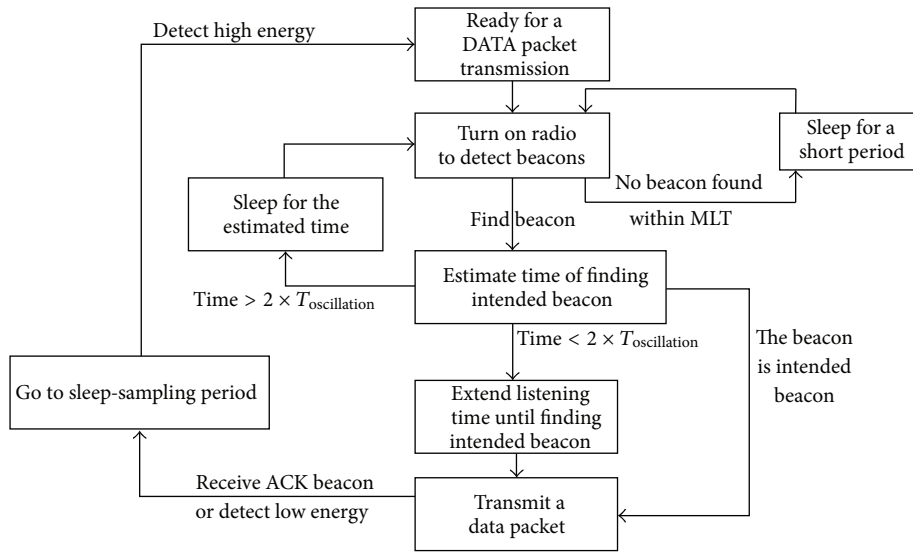 Detect high energy
Ready for a
DATA packet
transmission
Turn on radio
to detect beacons
Sleep for a
short period
No beacon found
within MLT
Sleep for the
estimated time
Find beacon
Estimate time of finding
intended beacon
Time > 2 × T_oscillation
Time < 2 × T_oscillation
The beacon
is intended
beacon
Go to sleep-sampling period
Extend listening
time until finding
intended beacon
Receive ACK beacon
or detect low energy
Transmit a
data packet